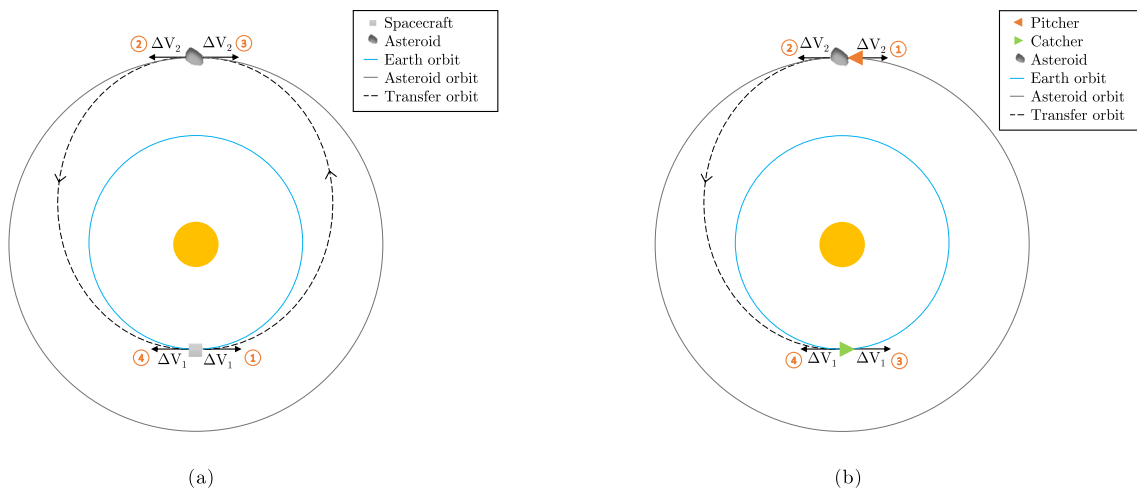 ② ΔV₂ ΔV₂ ③
Spacecraft
Asteroid
Earth orbit
Asteroid orbit
Transfer orbit
④ ΔV₁ ΔV₁ ①
(a)
② ΔV₂ ΔV₂ ①
Pitcher
Catcher
Asteroid
Earth orbit
Asteroid orbit
Transfer orbit
④ ΔV₁ ΔV₁ ③
(b)